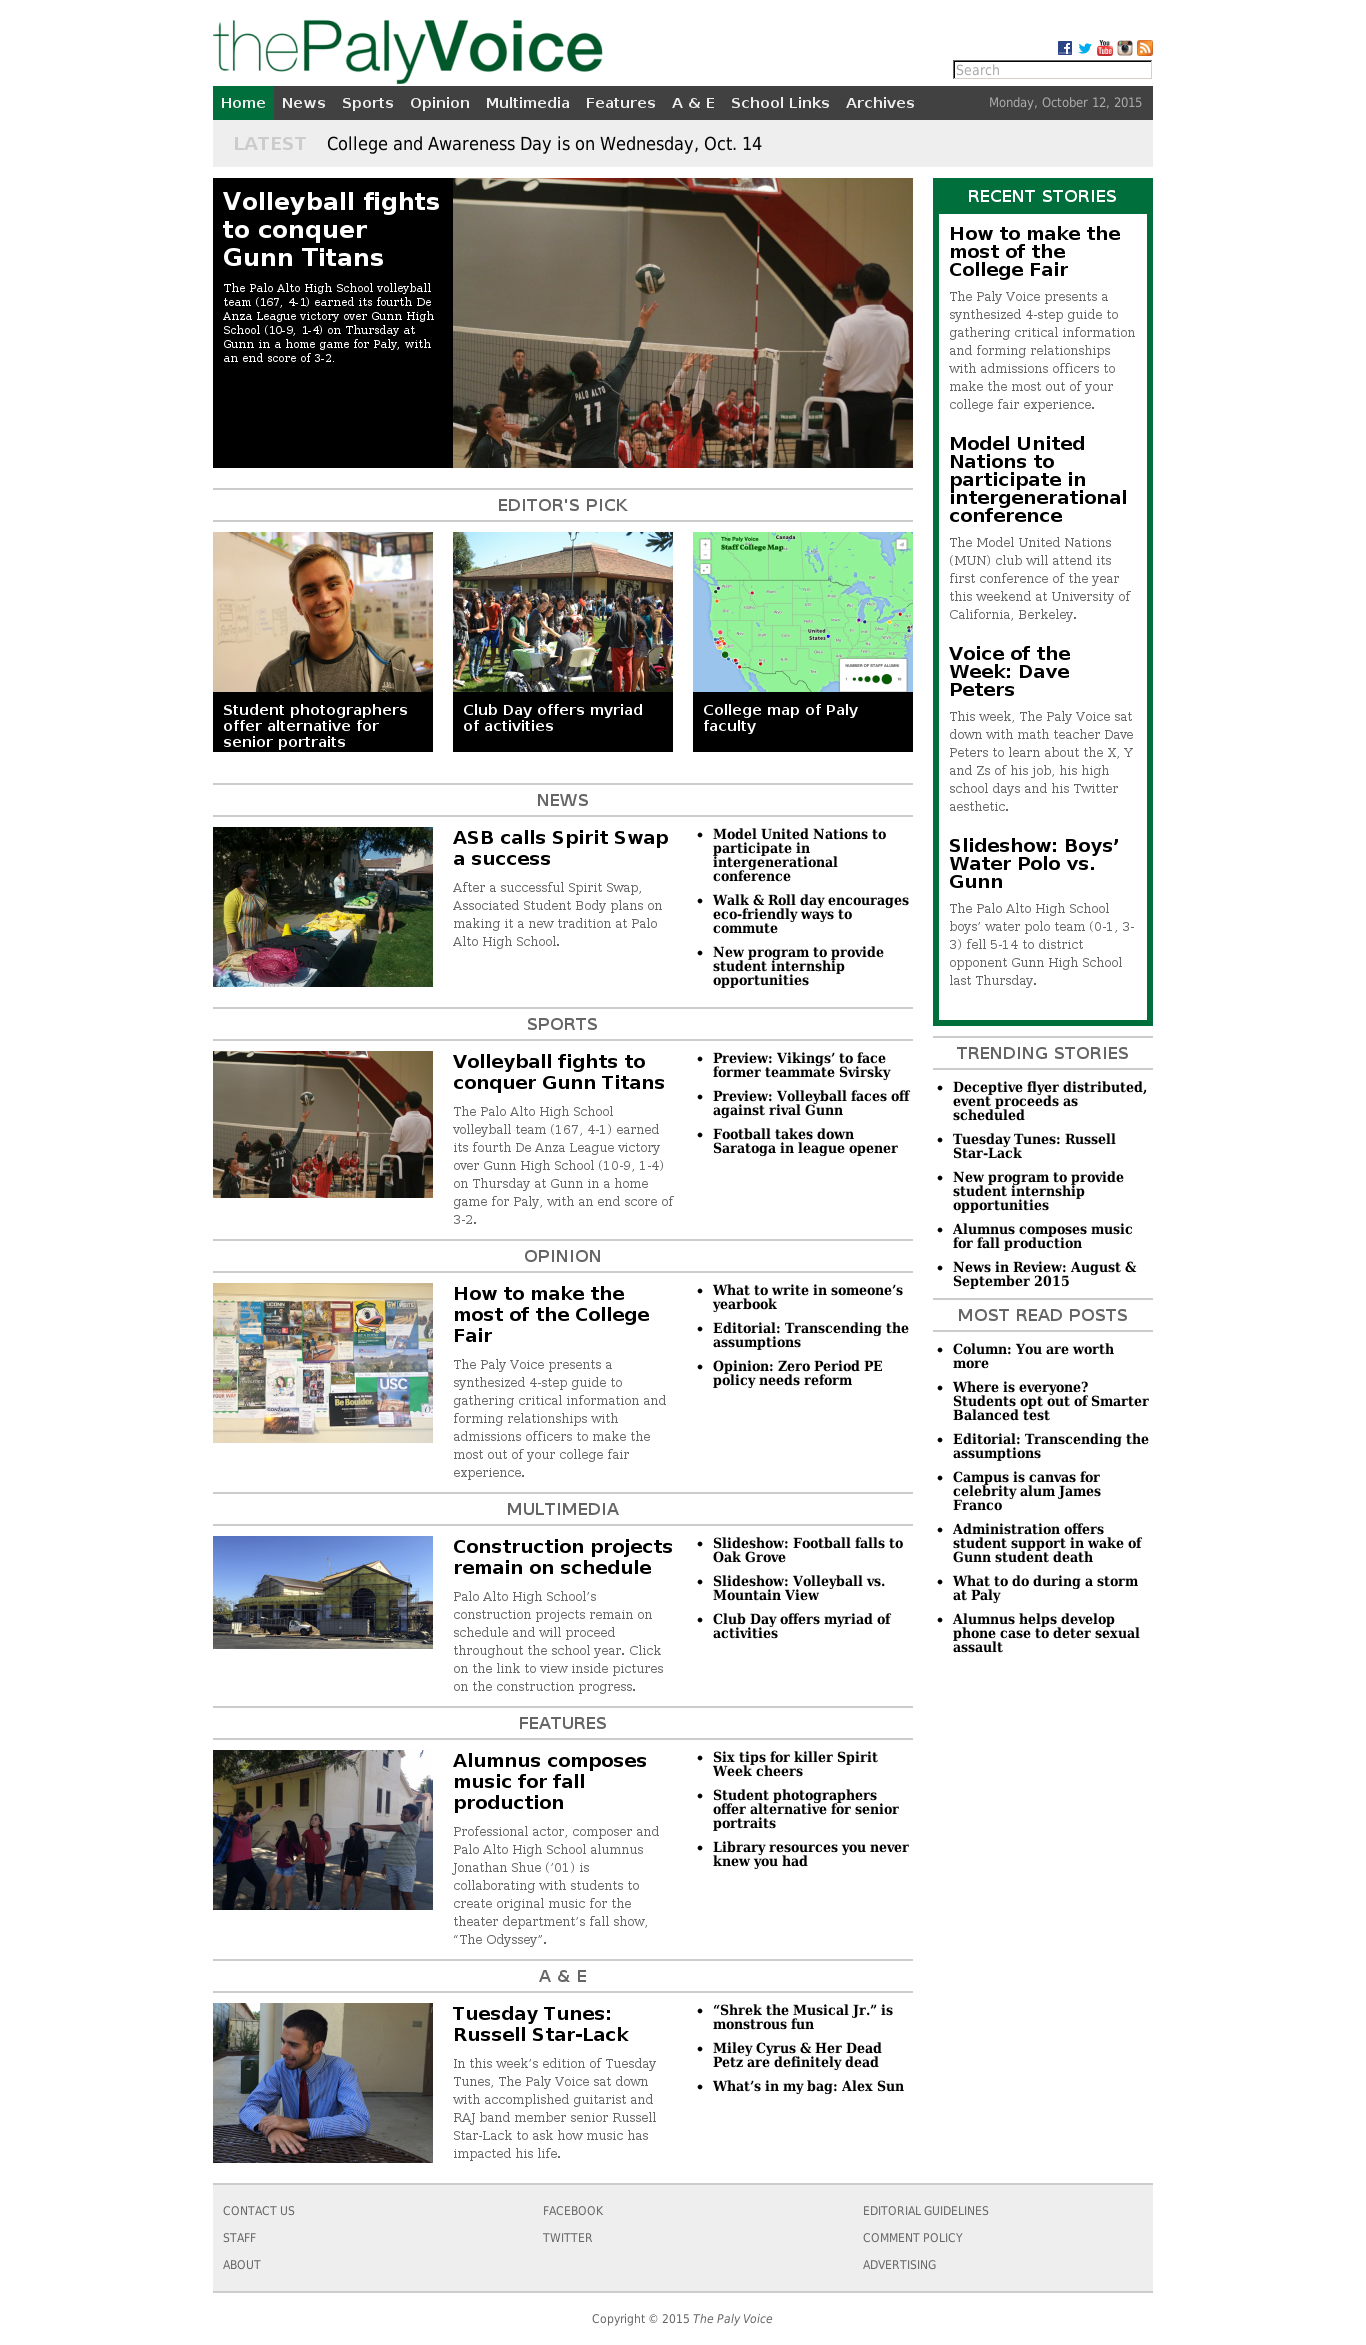 thePalyVoice
Search
Home News Sports Opinion Multimedia Features A & E School Links Archives Monday, October 12, 2015
LATEST College and Awareness Day is on Wednesday, Oct. 14
Volleyball fights
to conquer
Gunn Titans
The Palo Alto High School volleyball
team (167, 4-1) earned its fourth De
Anza League victory over Gunn High
School (10-9, 1-4) on Thursday at
Gunn in a home game for Paly, with
an end score of 3-2.
PALO ALTO
11
EDITOR'S PICK
Student photographers
offer alternative for
senior portraits
Club Day offers myriad
of activities
The Paly Voice
Staff College Map
Canada
United
States
NUMBER OF STAFF ALUMNI
College map of Paly
faculty
NEWS
ASB calls Spirit Swap
a success
After a successful Spirit Swap,
Associated Student Body plans on
making it a new tradition at Palo
Alto High School.
• Model United Nations to
participate in
intergenerational
conference
• Walk & Roll day encourages
eco-friendly ways to
commute
• New program to provide
student internship
opportunities
SPORTS
Volleyball fights to
conquer Gunn Titans
The Palo Alto High School
volleyball team (167, 4-1) earned
its fourth De Anza League victory
over Gunn High School (10-9, 1-4)
on Thursday at Gunn in a home
game for Paly, with an end score of
3-2.
• Preview: Vikings’ to face
former teammate Svirsky
• Preview: Volleyball faces off
against rival Gunn
• Football takes down
Saratoga in league opener
OPINION
UCONN
USC
Be Boulder.
GONZAGA
How to make the
most of the College
Fair
The Paly Voice presents a
synthesized 4-step guide to
gathering critical information and
forming relationships with
admissions officers to make the
most out of your college fair
experience.
• What to write in someone’s
yearbook
• Editorial: Transcending the
assumptions
• Opinion: Zero Period PE
policy needs reform
MULTIMEDIA
Construction projects
remain on schedule
Palo Alto High School’s
construction projects remain on
schedule and will proceed
throughout the school year. Click
on the link to view inside pictures
on the construction progress.
• Slideshow: Football falls to
Oak Grove
• Slideshow: Volleyball vs.
Mountain View
• Club Day offers myriad of
activities
FEATURES
Alumnus composes
music for fall
production
Professional actor, composer and
Palo Alto High School alumnus
Jonathan Shue (’01) is
collaborating with students to
create original music for the
theater department’s fall show,
“The Odyssey”.
• Six tips for killer Spirit
Week cheers
• Student photographers
offer alternative for senior
portraits
• Library resources you never
knew you had
A & E
Tuesday Tunes:
Russell Star-Lack
In this week’s edition of Tuesday
Tunes, The Paly Voice sat down
with accomplished guitarist and
RAJ band member senior Russell
Star-Lack to ask how music has
impacted his life.
• “Shrek the Musical Jr.” is
monstrous fun
• Miley Cyrus & Her Dead
Petz are definitely dead
• What’s in my bag: Alex Sun
RECENT STORIES
How to make the
most of the
College Fair
The Paly Voice presents a
synthesized 4-step guide to
gathering critical information
and forming relationships
with admissions officers to
make the most out of your
college fair experience.
Model United
Nations to
participate in
intergenerational
conference
The Model United Nations
(MUN) club will attend its
first conference of the year
this weekend at University of
California, Berkeley.
Voice of the
Week: Dave
Peters
This week, The Paly Voice sat
down with math teacher Dave
Peters to learn about the X, Y
and Zs of his job, his high
school days and his Twitter
aesthetic.
Slideshow: Boys’
Water Polo vs.
Gunn
The Palo Alto High School
boys’ water polo team (0-1, 3-
3) fell 5-14 to district
opponent Gunn High School
last Thursday.
TRENDING STORIES
• Deceptive flyer distributed,
event proceeds as
scheduled
• Tuesday Tunes: Russell
Star-Lack
• New program to provide
student internship
opportunities
• Alumnus composes music
for fall production
• News in Review: August &
September 2015
MOST READ POSTS
• Column: You are worth
more
• Where is everyone?
Students opt out of Smarter
Balanced test
• Editorial: Transcending the
assumptions
• Campus is canvas for
celebrity alum James
Franco
• Administration offers
student support in wake of
Gunn student death
• What to do during a storm
at Paly
• Alumnus helps develop
phone case to deter sexual
assault
CONTACT US FACEBOOK EDITORIAL GUIDELINES
STAFF TWITTER COMMENT POLICY
ABOUT ADVERTISING
Copyright © 2015 The Paly Voice